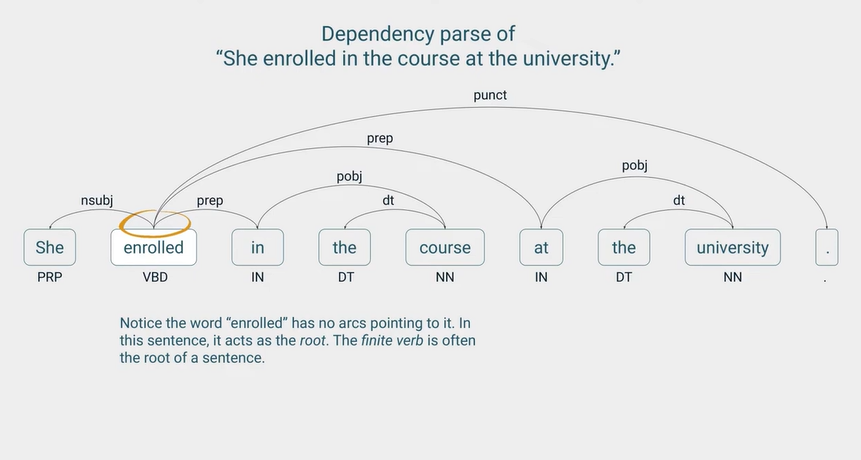 Dependency parse of
“She enrolled in the course at the university.”
punct
prep
pobj
pobj
nsubj
prep
dt
dt
She enrolled in the course at the university .
PRP VBD IN DT NN IN DT NN .
Notice the word “enrolled” has no arcs pointing to it. In
this sentence, it acts as the root. The finite verb is often
the root of a sentence.